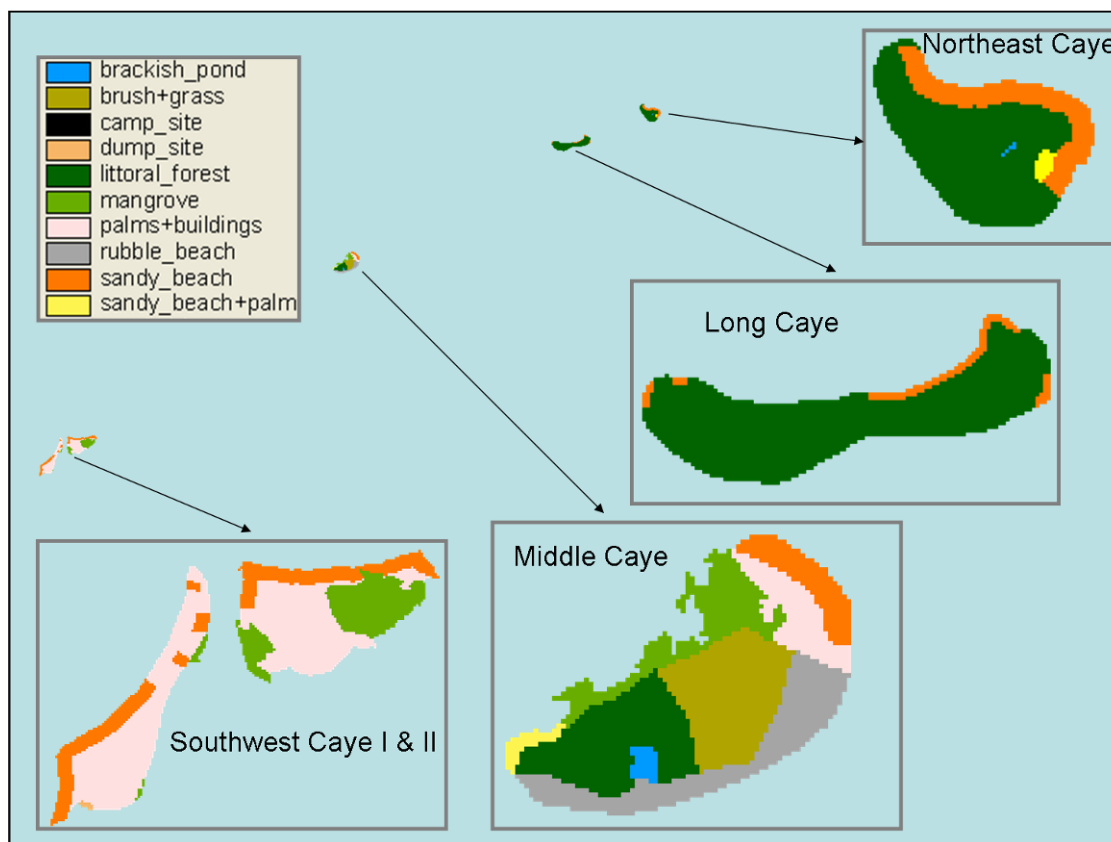 Northeast Caye
brackish_pond
brush+grass
camp_site
dump_site
littoral_forest
mangrove
palms+buildings
rubble_beach
sandy_beach
sandy_beach+palm
Long Caye
Middle Caye
Southwest Caye I & II